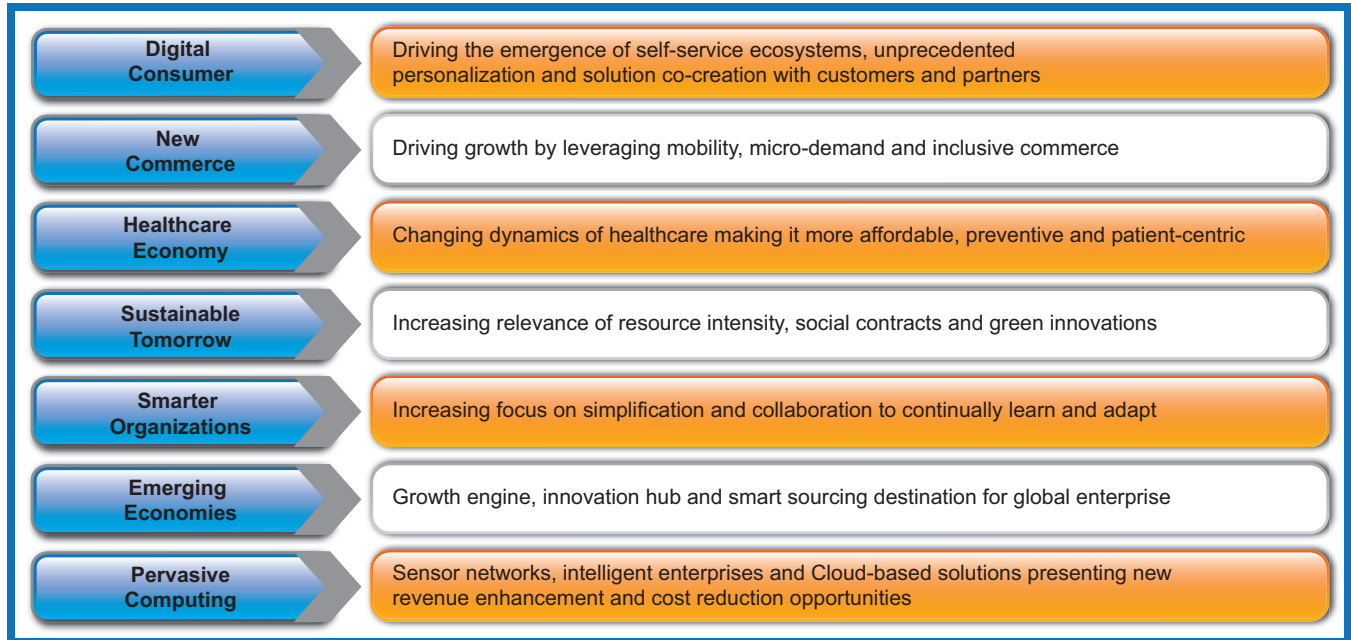 Digital
Consumer
Driving the emergence of self-service ecosystems, unprecedented
personalization and solution co-creation with customers and partners
New
Commerce
Driving growth by leveraging mobility, micro-demand and inclusive commerce
Healthcare
Economy
Changing dynamics of healthcare making it more affordable, preventive and patient-centric
Sustainable
Tomorrow
Increasing relevance of resource intensity, social contracts and green innovations
Smarter
Organizations
Increasing focus on simplification and collaboration to continually learn and adapt
Emerging
Economies
Growth engine, innovation hub and smart sourcing destination for global enterprise
Pervasive
Computing
Sensor networks, intelligent enterprises and Cloud-based solutions presenting new
revenue enhancement and cost reduction opportunities